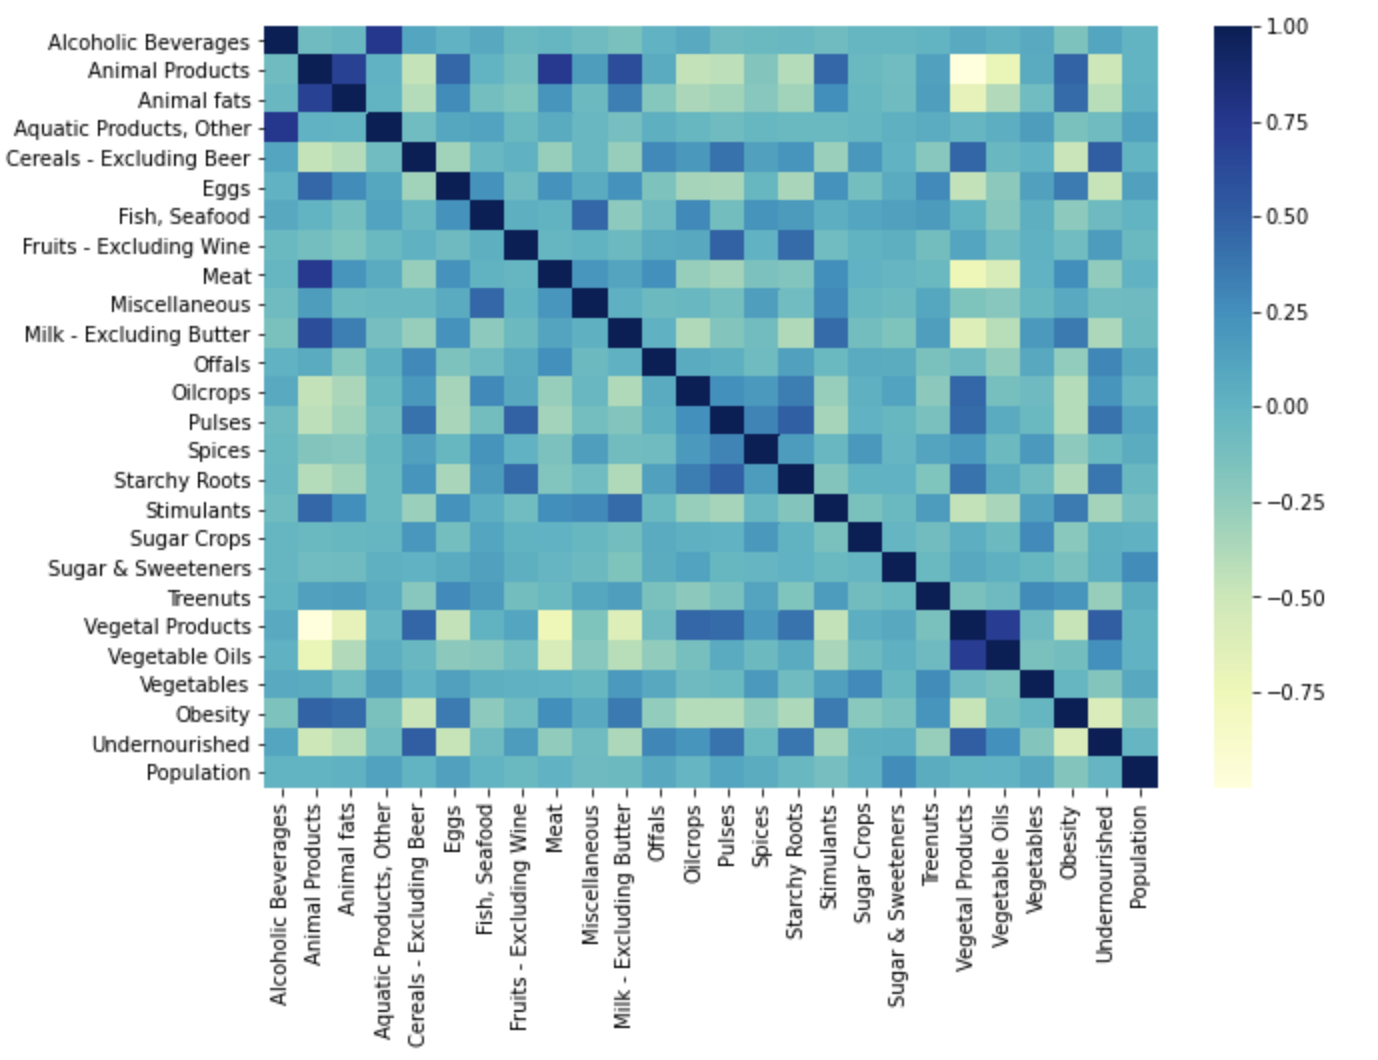 Alcoholic Beverages
Animal Products
Animal fats
Aquatic Products, Other
Cereals - Excluding Beer
Eggs
Fish, Seafood
Fruits - Excluding Wine
Meat
Miscellaneous
Milk - Excluding Butter
Offals
Oilcrops
Pulses
Spices
Starchy Roots
Stimulants
Sugar Crops
Sugar & Sweeteners
Treenuts
Vegetal Products
Vegetable Oils
Vegetables
Obesity
Undernourished
Population
Alcoholic Beverages
Animal Products
Animal fats
Aquatic Products, Other
Cereals - Excluding Beer
Eggs
Fish, Seafood
Fruits - Excluding Wine
Meat
Miscellaneous
Milk - Excluding Butter
Offals
Oilcrops
Pulses
Spices
Starchy Roots
Stimulants
Sugar Crops
Sugar & Sweeteners
Treenuts
Vegetal Products
Vegetable Oils
Vegetables
Obesity
Undernourished
Population
1.00
0.75
0.50
0.25
0.00
−0.25
−0.50
−0.75